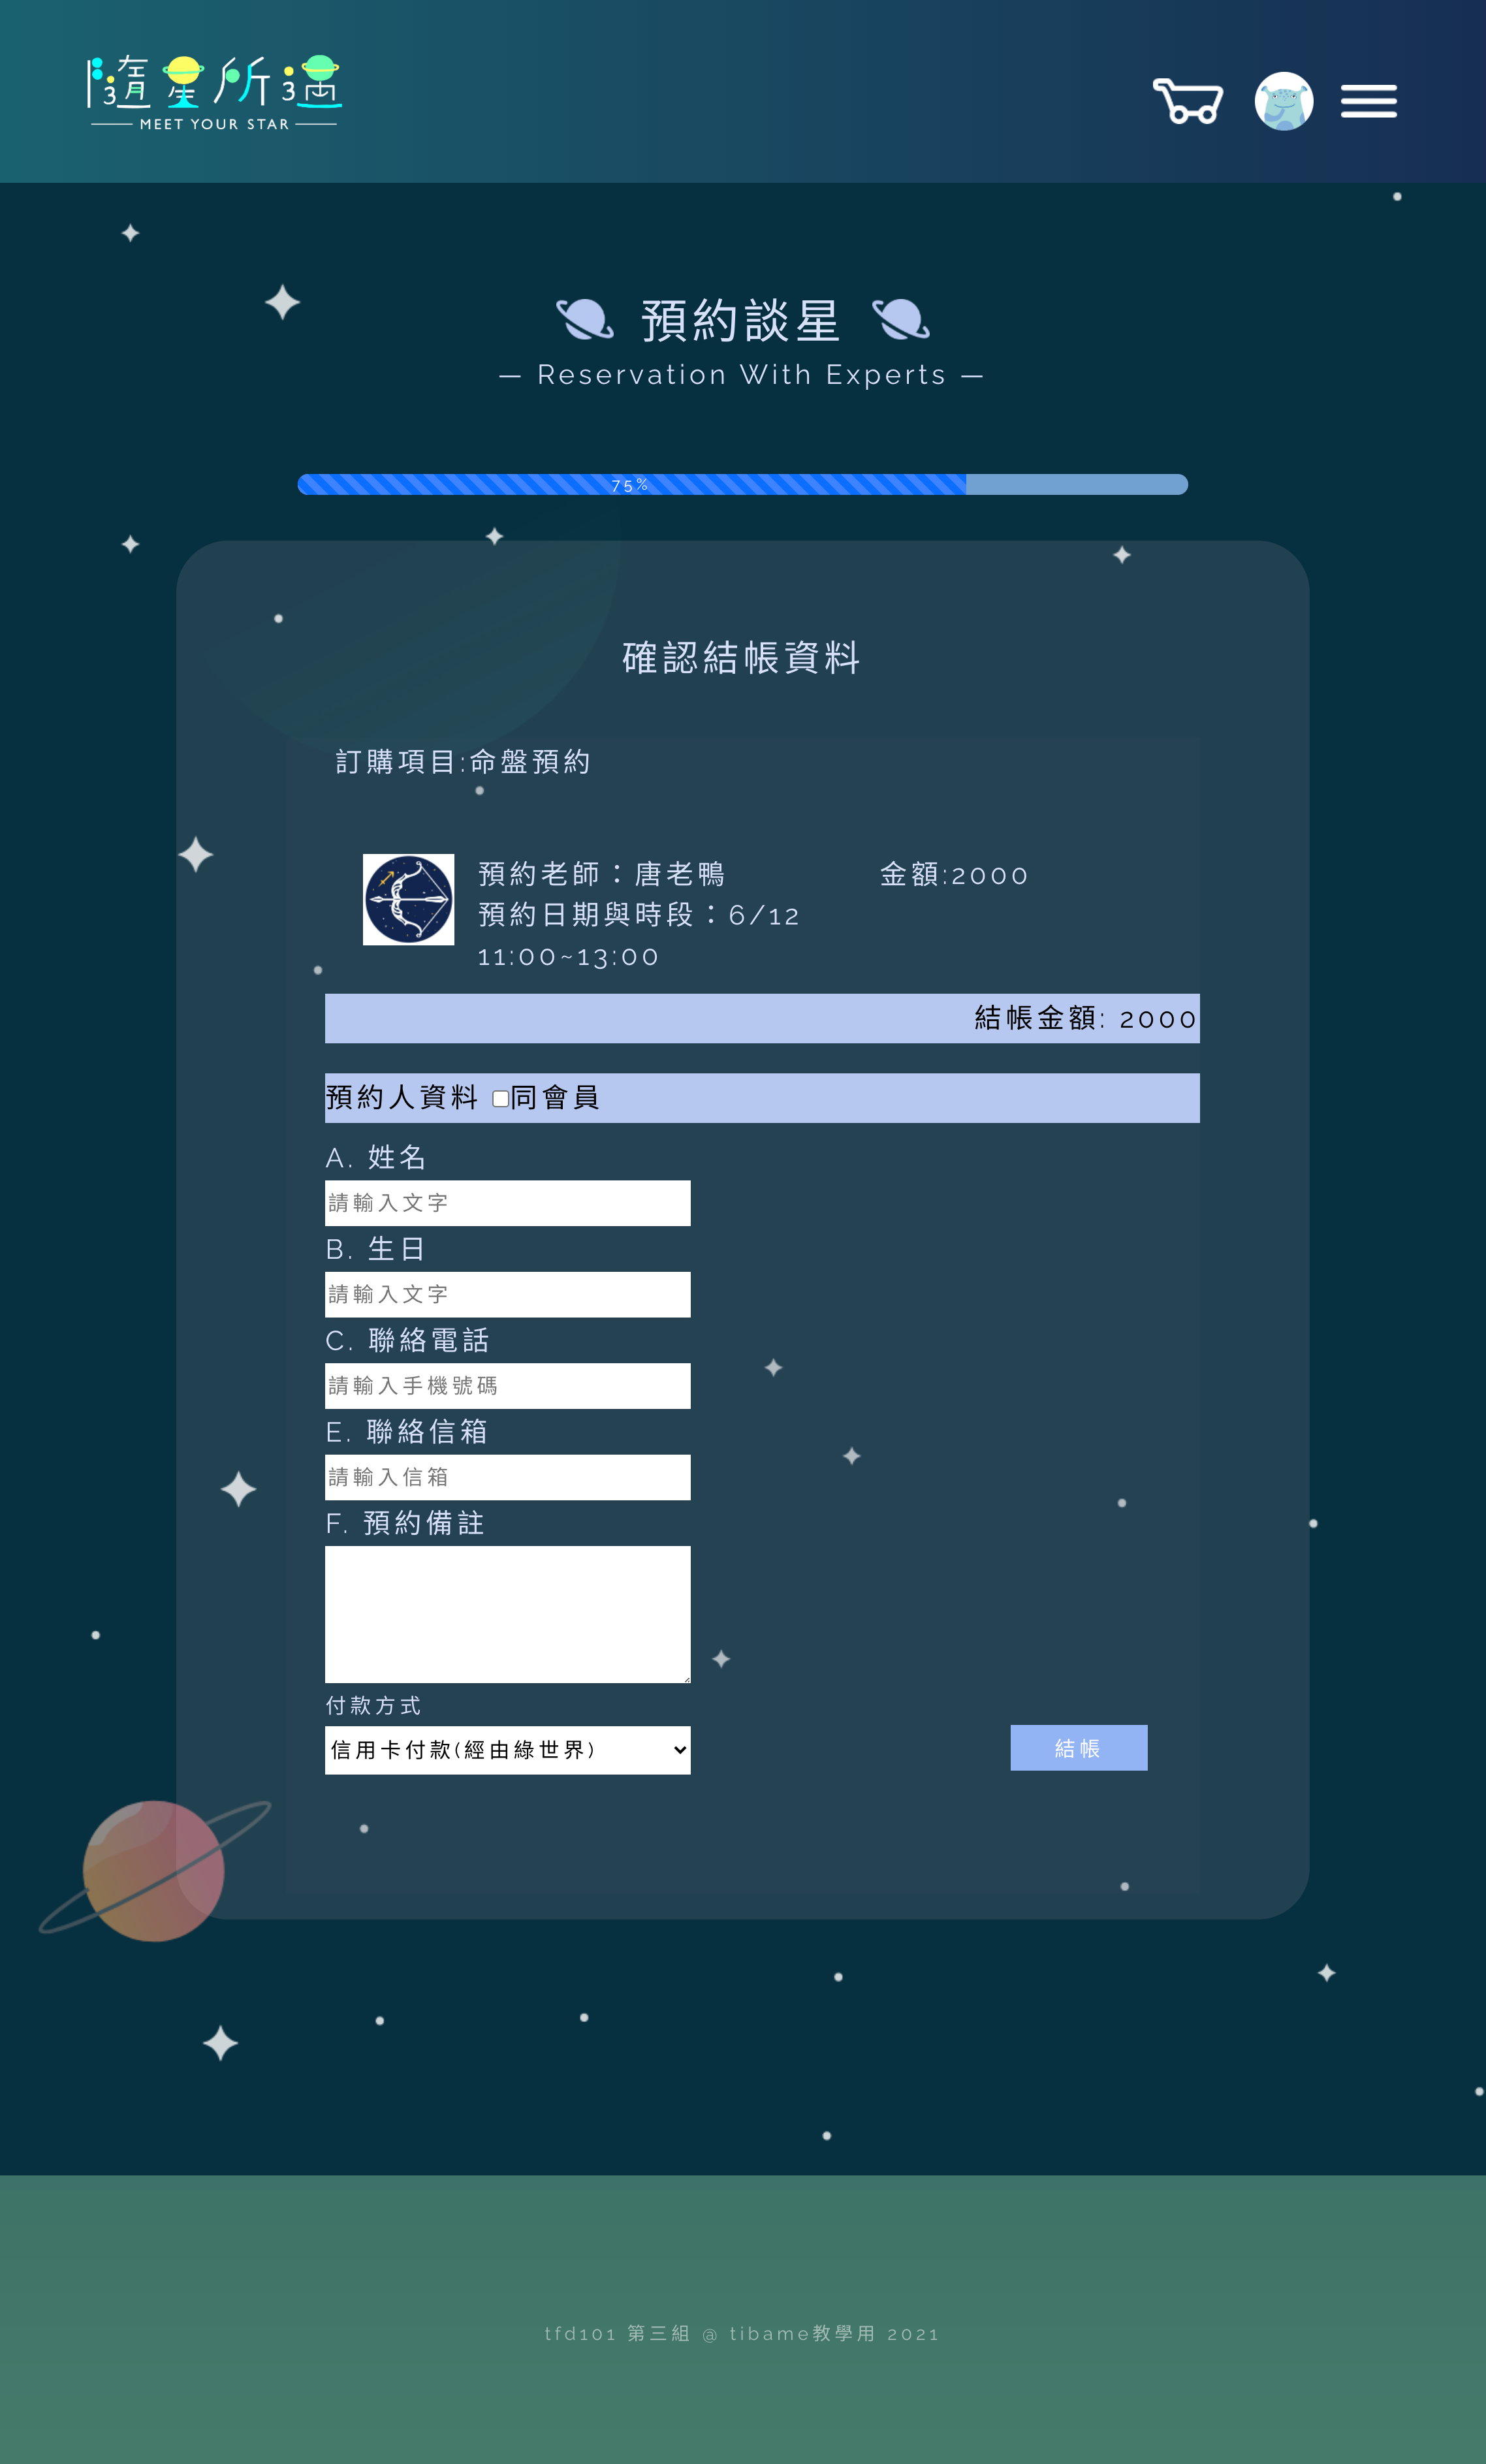 隨星所遇
MEET YOUR STAR
預約談星
— Reservation With Experts —
75%
確認結帳資料
訂購項目:命盤預約
預約老師：唐老鴨 金額:2000
預約日期與時段：6/12
11:00~13:00
結帳金額: 2000
預約人資料 同會員
A. 姓名
請輸入文字
B. 生日
請輸入文字
C. 聯絡電話
請輸入手機號碼
E. 聯絡信箱
請輸入信箱
F. 預約備註
付款方式
信用卡付款(經由綠世界)
結帳
tfd101 第三組 @ tibame教學用 2021